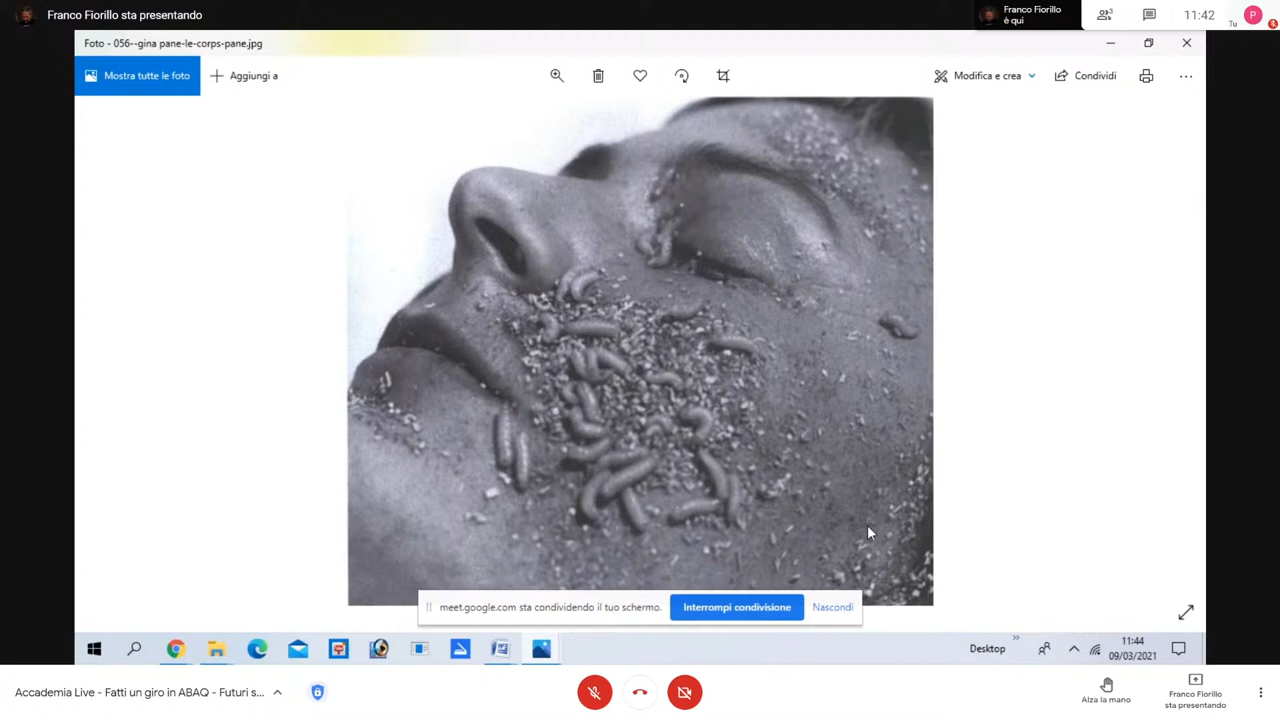 Franco Fiorillo sta presentando
Franco Fiorillo
è qui
3
11:42
Tu
P
Foto - 056--gina pane-le-corps-pane.jpg
Mostra tutte le foto
Aggiungi a
Modifica e crea
Condividi
meet.google.com sta condividendo il tuo schermo.
Interrompi condivisione
Nascondi
Desktop
11:44
09/03/2021
Accademia Live - Fatti un giro in ABAQ - Futuri s...
Alza la mano
Franco Fiorillo
sta presentando